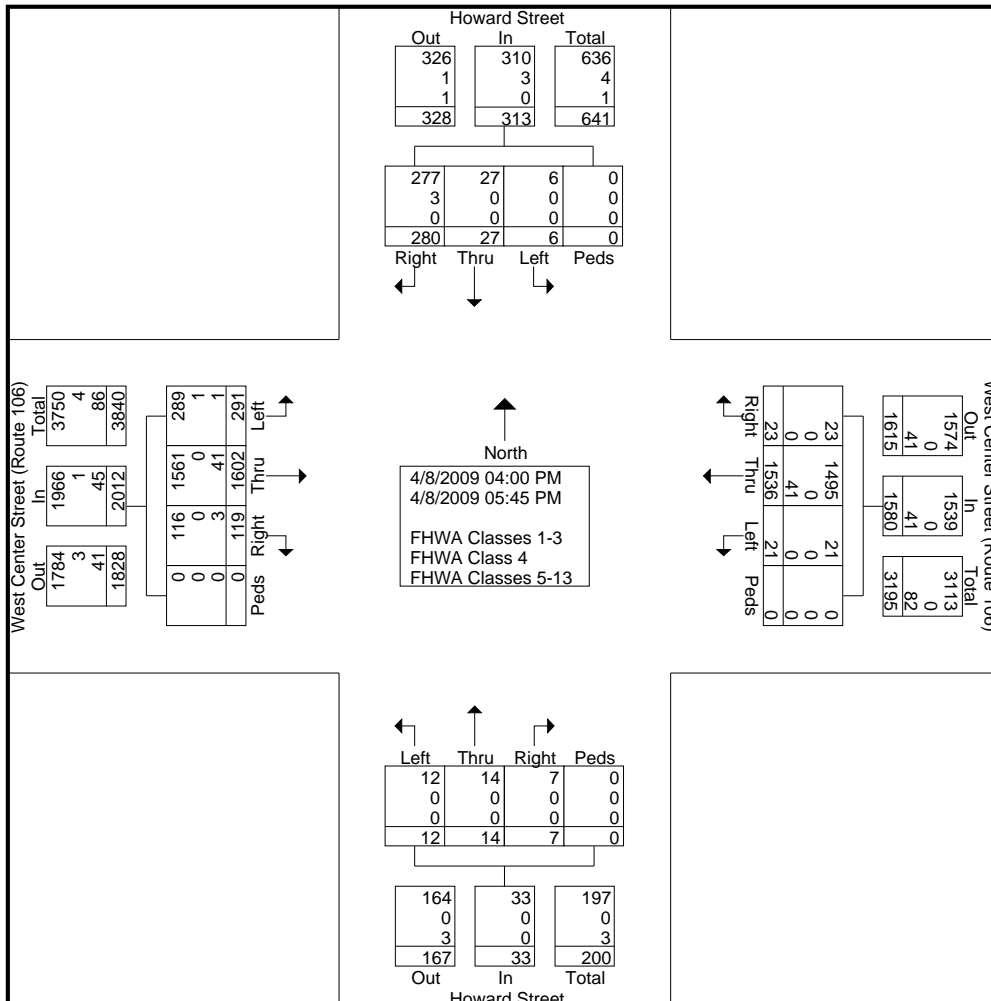 Howard Street
Out In Total
326 310 636
1 3 4
1 0 1
328 313 641
277 27 6 0
3 0 0 0
0 0 0 0
280 27 6 0
Right Thru Left Peds
West Center Street (Route 106)
Total In Out
3750 1966 1784
4 1 3
86 45 41
3840 2012 1828
289 1561 116 0
1 0 0 0
1 41 3 0
291 1602 119 0
Left Thru Right Peds
North
4/8/2009 04:00 PM
4/8/2009 05:45 PM
FHWA Classes 1-3
FHWA Class 4
FHWA Classes 5-13
West Center Street (Route 106)
Out In Total
1574 1539 3113
0 0 0
41 41 82
1615 1580 3195
23 1495 21 0
0 0 0 0
0 41 0 0
23 1536 21 0
Right Thru Left Peds
Left Thru Right Peds
12 14 7 0
0 0 0 0
0 0 0 0
12 14 7 0
164 33 197
0 0 0
3 0 3
167 33 200
Out In Total
Howard Street